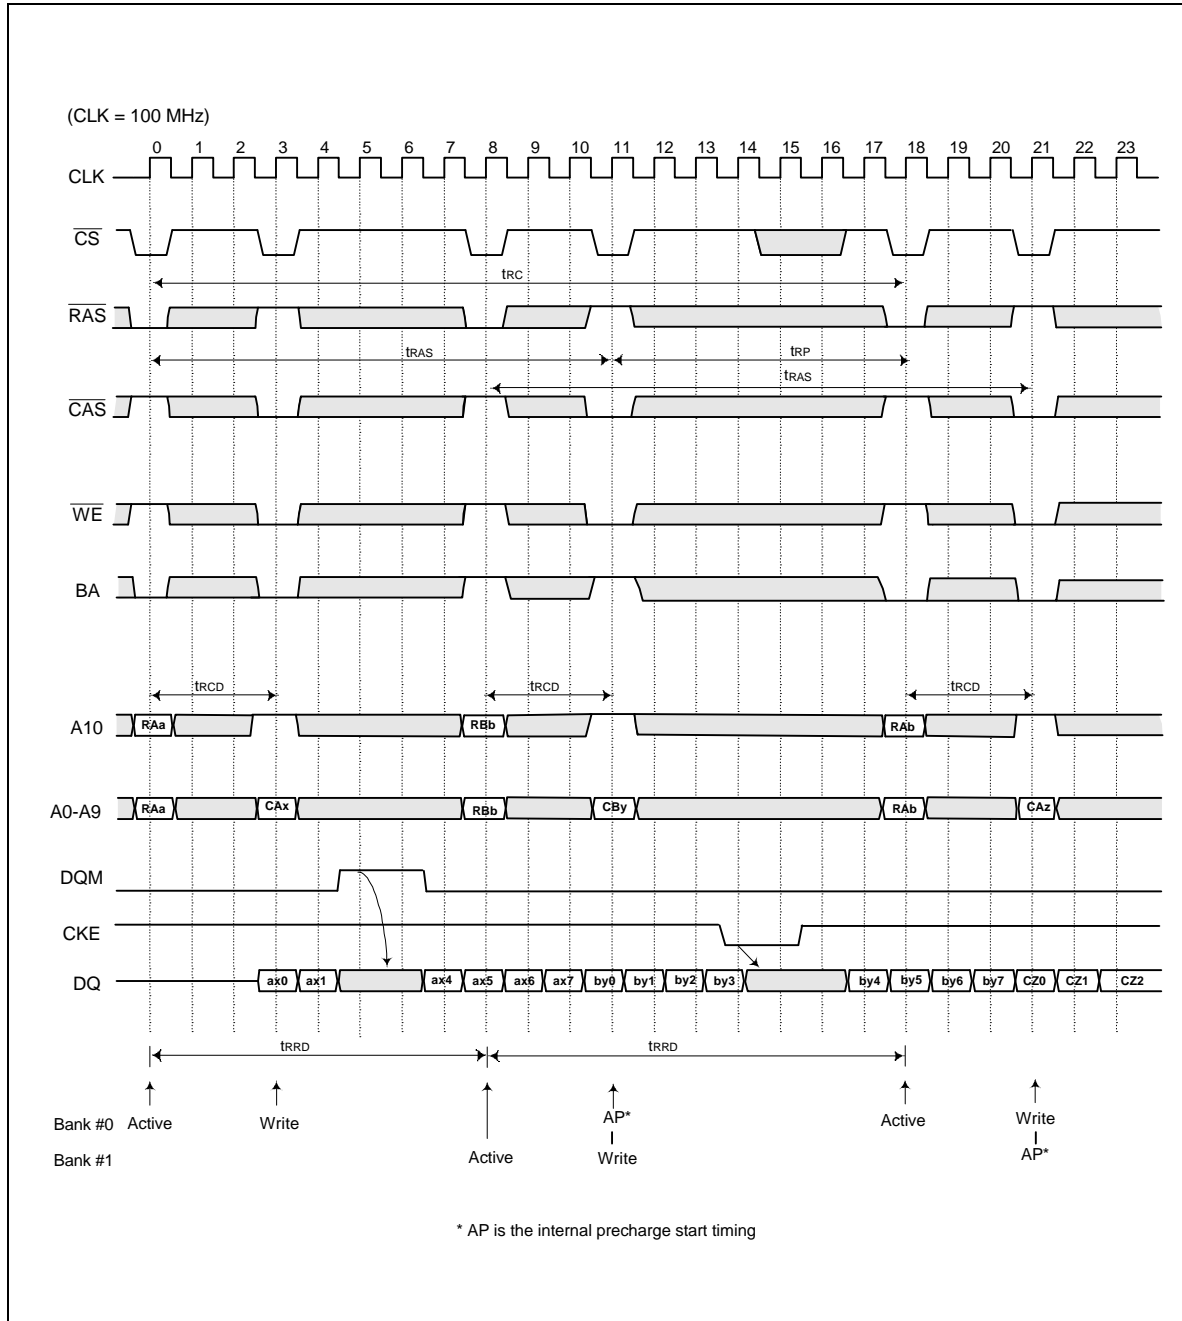 (CLK = 100 MHz)
0 1 2 3 4 5 6 7 8 9 10 11 12 13 14 15 16 17 18 19 20 21 22 23
CLK
CS
tRC
RAS
tRAS tRP
tRAS
CAS
WE
BA
tRCD tRCD tRCD
A10 RAa RBb RAb
A0-A9 RAa CAx RBb CBy RAb CAz
DQM
CKE
DQ ax0 ax1 ax4 ax5 ax6 ax7 by0 by1 by2 by3 by4 by5 by6 by7 CZ0 CZ1 CZ2
tRRD tRRD
Bank #0 Active Write AP* Active Write
Bank #1 Active Write AP*
* AP is the internal precharge start timing